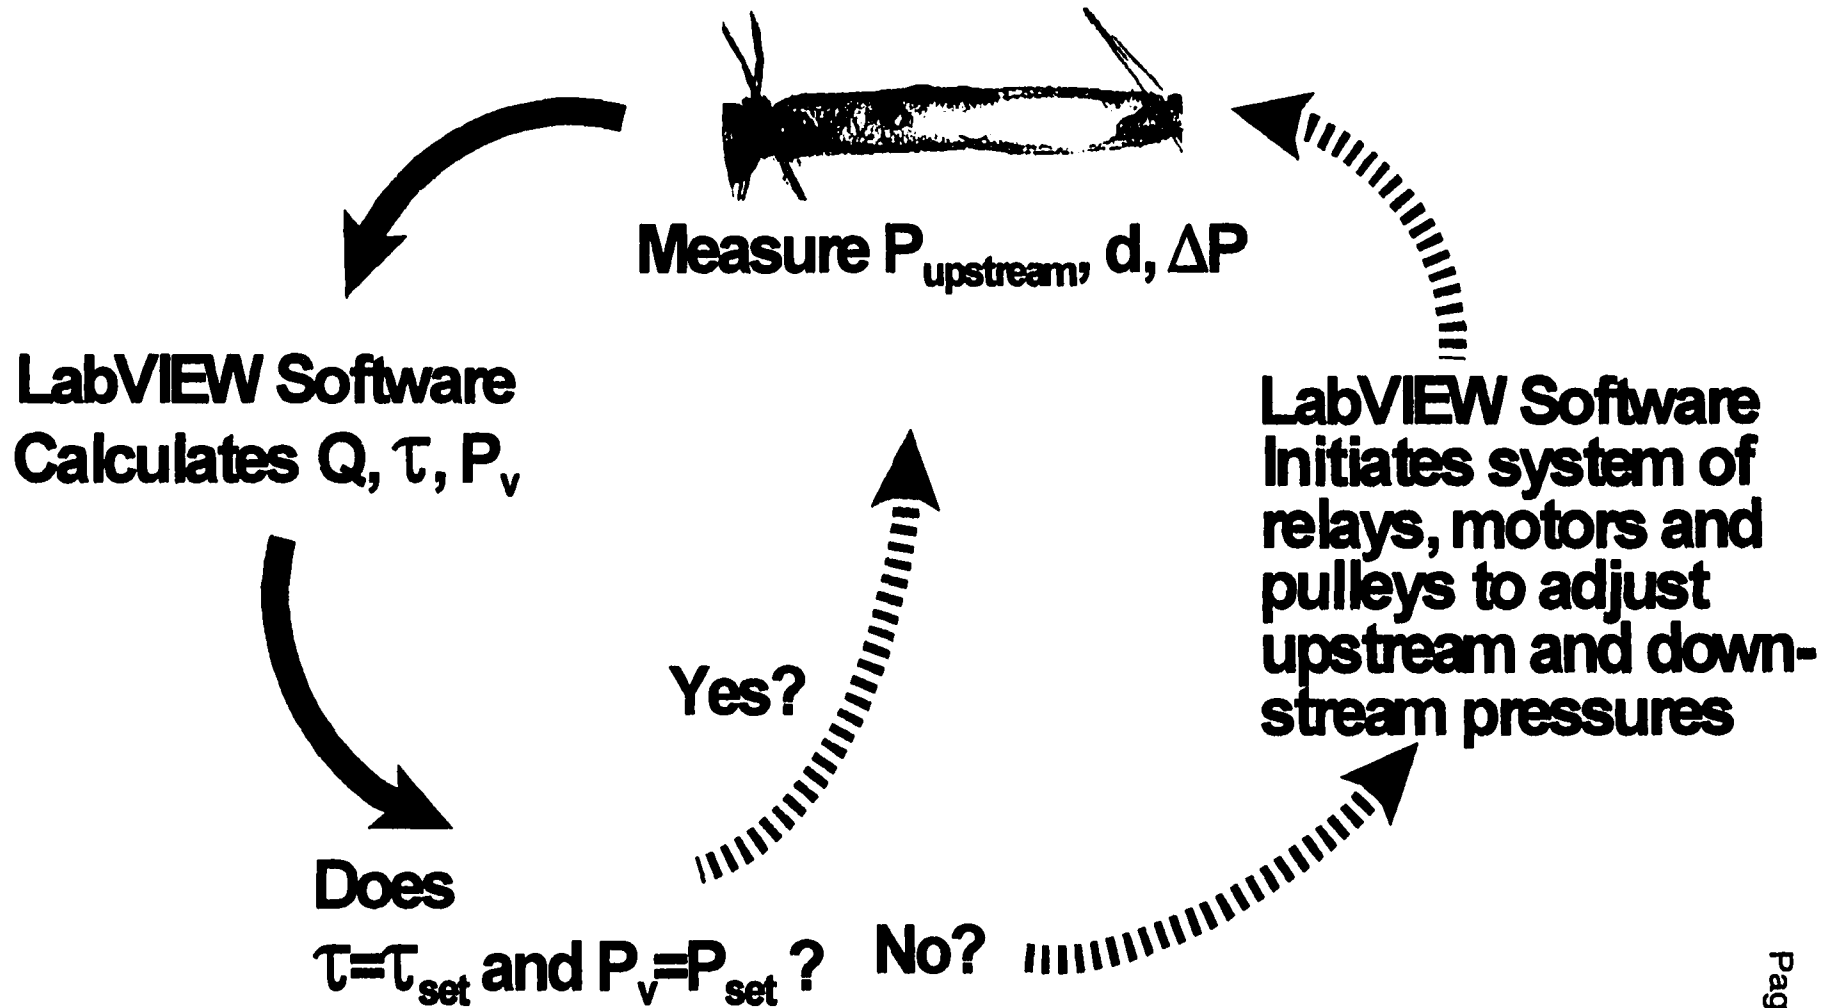 Measure P_upstream, d, ΔP
LabVIEW Software
Calculates Q, τ, P_v
LabVIEW Software
Initiates system of
relays, motors and
pulleys to adjust
upstream and down-
stream pressures
Yes?
Does
τ=τ_set and P_v=P_set ?
No?
Pag